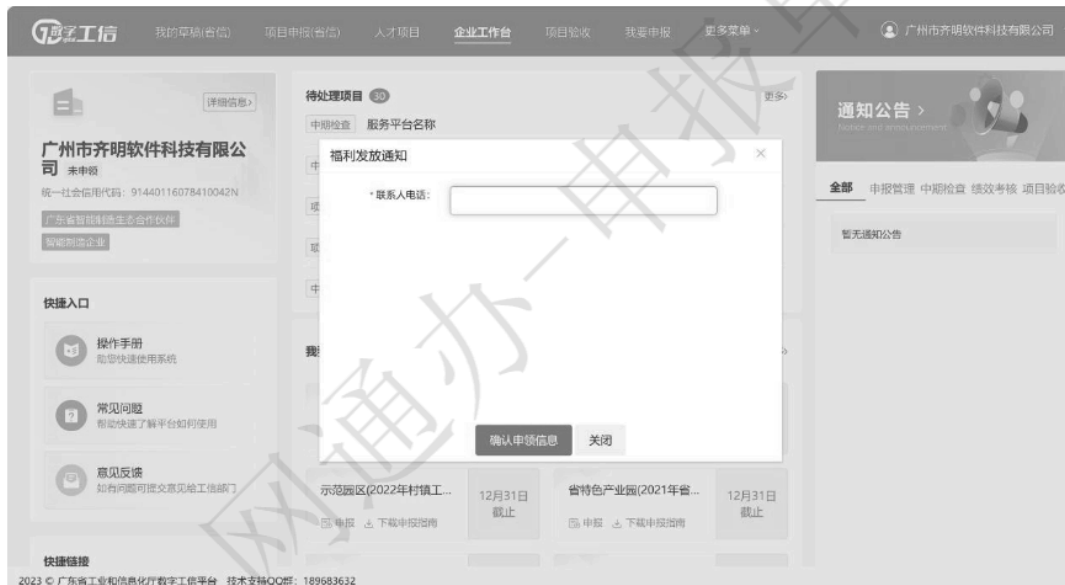 数字工信 我的草稿(省信) 项目申报(省信) 人才项目 企业工作台 项目验收 我要申报 更多菜单 广州市齐明软件科技有限公司
详细信息>
广州市齐明软件科技有限公司 未申领
统一社会信用代码: 91440116078410042N
广东省智能制造生态合作伙伴
智能制造企业
快捷入口
操作手册
助您快速使用系统
常见问题
帮助快速了解平台如何使用
意见反馈
如有问题可提交意见给工信部门
快捷链接
待处理项目 30 更多>
中期检查 服务平台名称
福利发放通知 ×
*联系人电话:
确认申领信息 关闭
示范园区(2022年村镇工... 12月31日 截止
申报 下载申报指南
省特色产业园(2021年省... 12月31日 截止
申报 下载申报指南
通知公告 >
Notice and announcement
全部 申报管理 中期检查 绩效考核 项目验收
暂无通知公告
2023 © 广东省工业和信息化厅数字工信平台 技术支持QQ群: 189683632
网通办一申报单